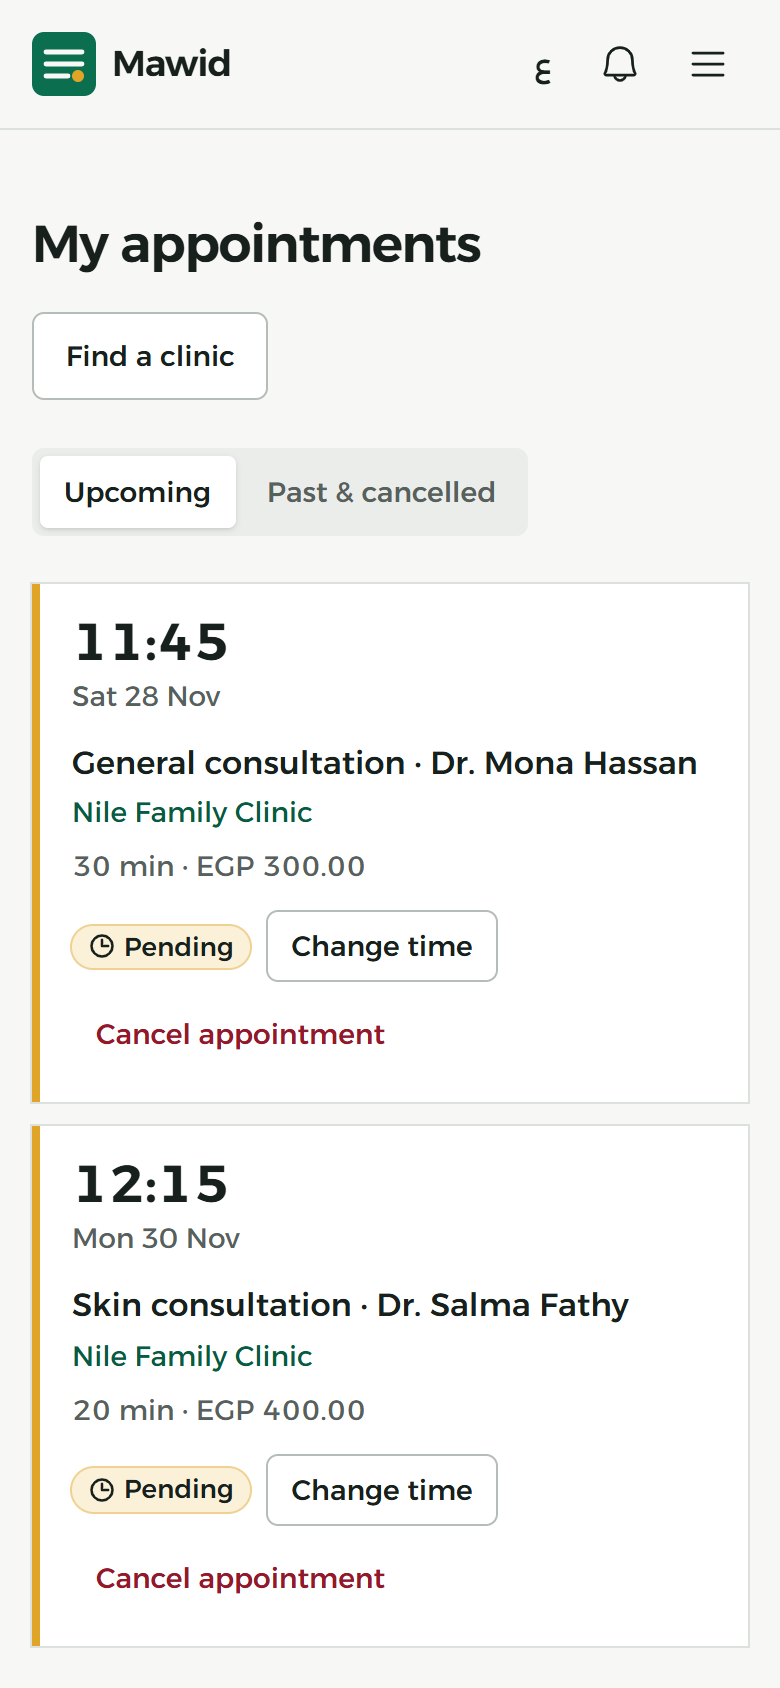 Mawid
ع
My appointments
Find a clinic
Upcoming
Past & cancelled
11:45
Sat 28 Nov
General consultation · Dr. Mona Hassan
Nile Family Clinic
30 min · EGP 300.00
Pending
Change time
Cancel appointment
12:15
Mon 30 Nov
Skin consultation · Dr. Salma Fathy
Nile Family Clinic
20 min · EGP 400.00
Pending
Change time
Cancel appointment